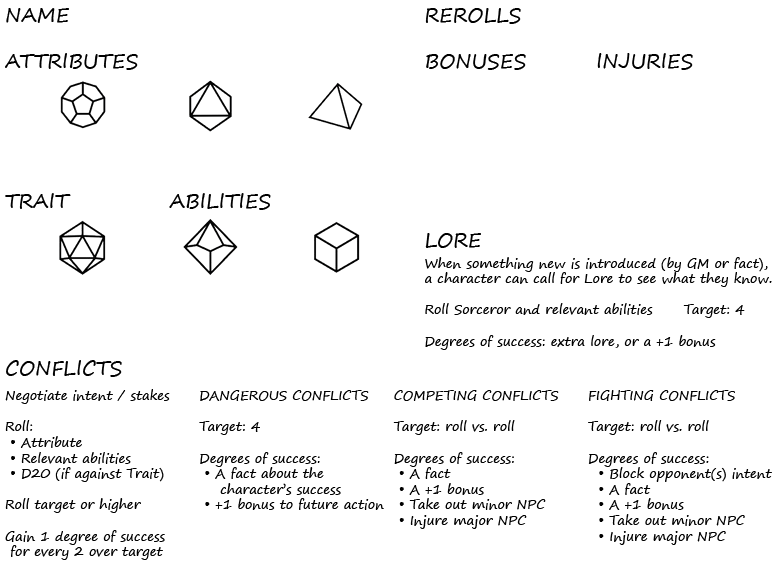 NAME
REROLLS
ATTRIBUTES
BONUSES
INJURIES
TRAIT
ABILITIES
LORE
When something new is introduced (by GM or fact),
a character can call for Lore to see what they know.
Roll Sorceror and relevant abilities
Target: 4
Degrees of success: extra lore, or a +1 bonus
CONFLICTS
Negotiate intent / stakes
Roll:
• Attribute
• Relevant abilities
• D20 (if against Trait)
Roll target or higher
Gain 1 degree of success
for every 2 over target
DANGEROUS CONFLICTS
Target: 4
Degrees of success:
• A fact about the
character's success
• +1 bonus to future action
COMPETING CONFLICTS
Target: roll vs. roll
Degrees of success:
• A fact
• A +1 bonus
• Take out minor NPC
• Injure major NPC
FIGHTING CONFLICTS
Target: roll vs. roll
Degrees of success:
• Block opponent(s) intent
• A fact
• A +1 bonus
• Take out minor NPC
• Injure major NPC